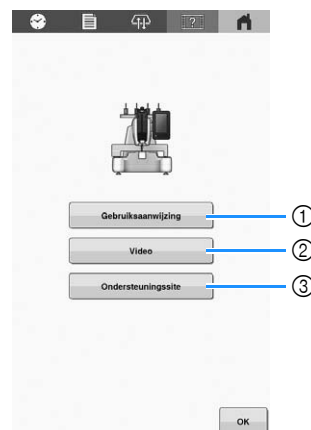 ?
Gebruiksaanwijzing
①
Video
②
Ondersteuningssite
③
OK